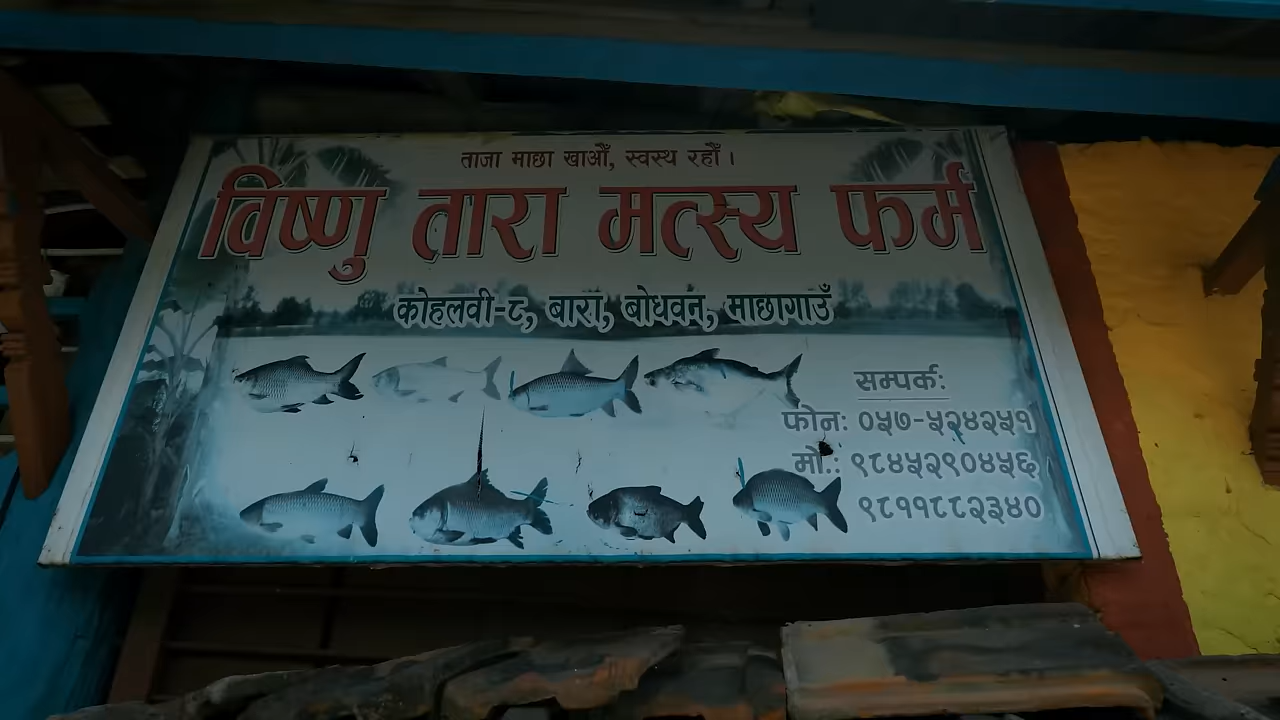 ताजा माछा खाऔं, स्वस्थ रहौं ।
विष्णु तारा मत्स्य फर्म
कोहलवी-८, बारा, बोधवन, माछागाउँ
सम्पर्क:
फोन: ०५७-५२४२५१
मो.: ९८४५२९०४५६
९८११८८२३४०